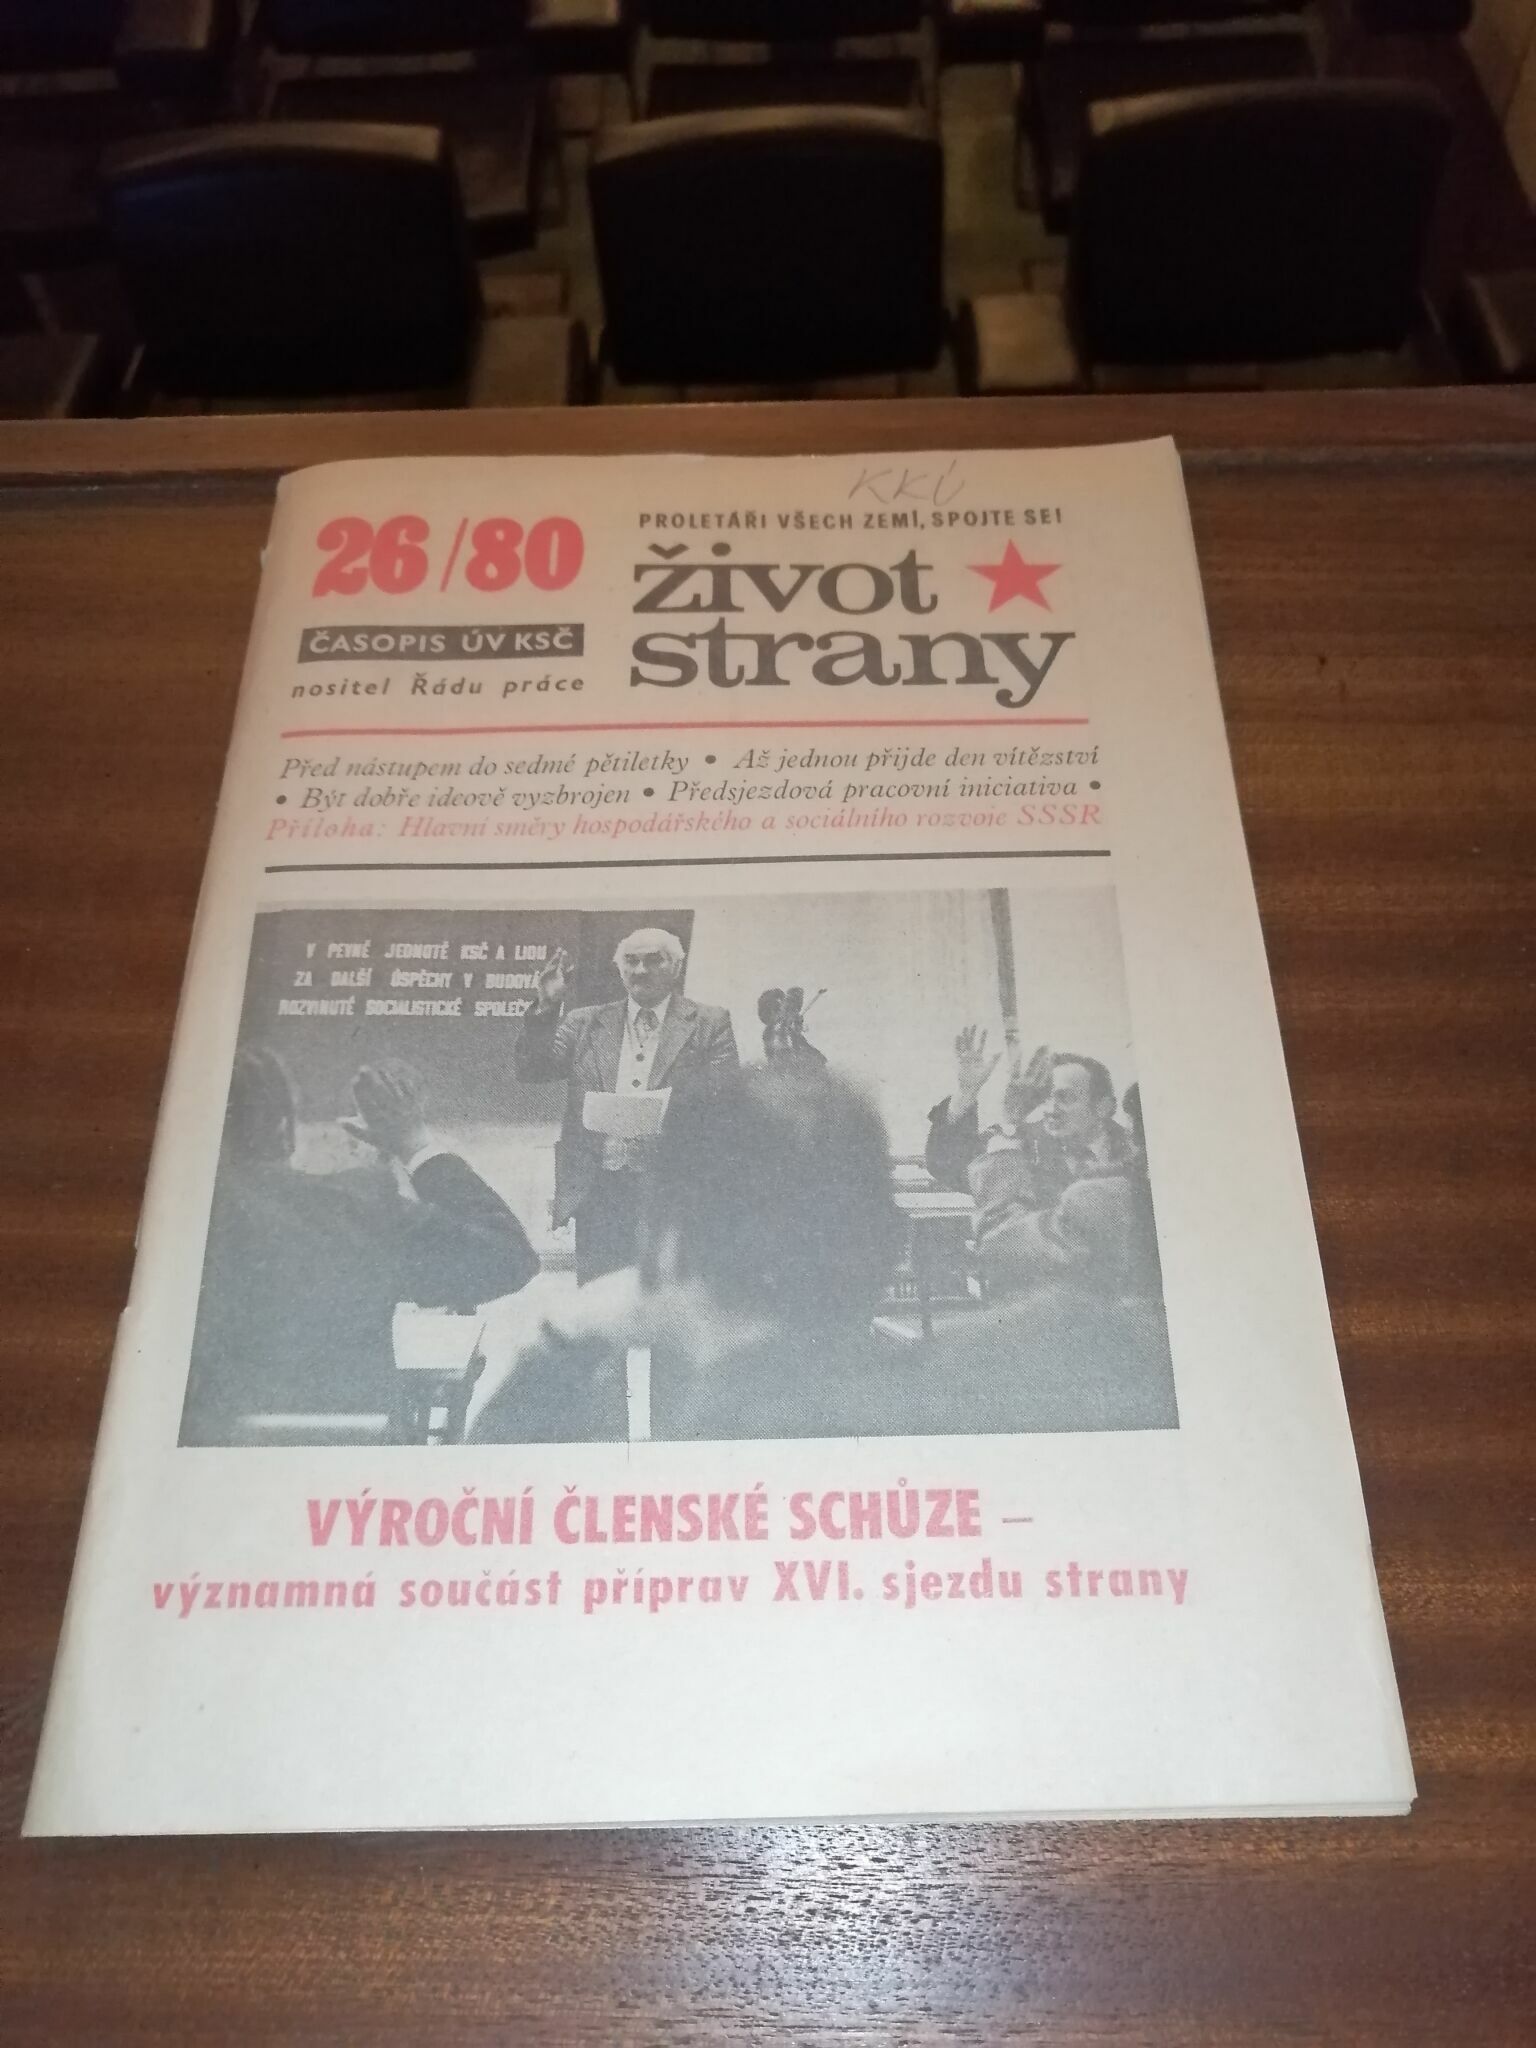 KKÚ
26/80
ČASOPIS ÚV KSČ
nositel Řádu práce
PROLETÁŘI VŠECH ZEMÍ, SPOJTE SE!
život
strany
Před nástupem do sedmé pětiletky • Až jednou přijde den vítězství
• Být dobře ideově vyzbrojen • Předsjezdová pracovní iniciativa •
Příloha: Hlavní směry hospodářského a sociálního rozvoje SSSR
V PEVNÉ JEDNOTĚ KSČ A LIDU
ZA DALŠÍ ÚSPĚCHY V BUDOVÁ
ROZVINUTÉ SOCIALISTICKÉ SPOLEČ
VÝROČNÍ ČLENSKÉ SCHŮZE –
významná součást příprav XVI. sjezdu strany